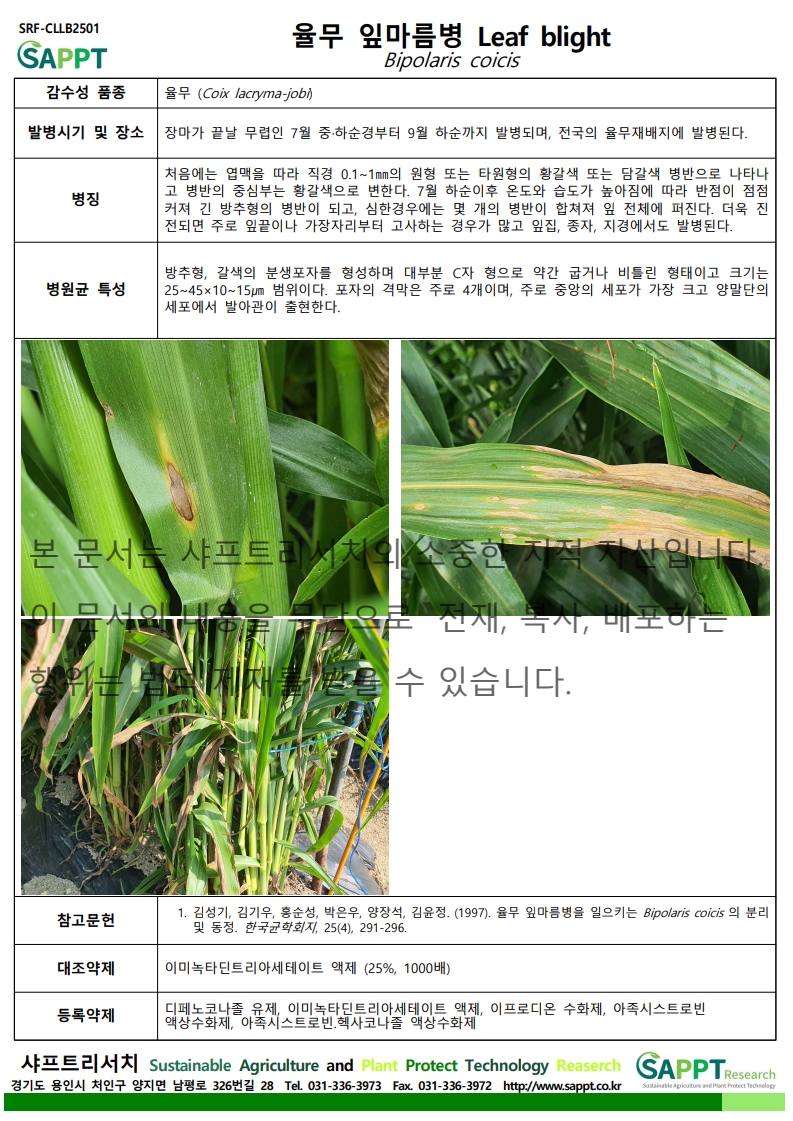 SRF-CLLB2501
SAPPT
율무 잎마름병 Leaf blight
Bipolaris coicis
감수성 품종
율무 (Coix lacryma-jobi)
발병시기 및 장소
장마가 끝날 무렵인 7월 중·하순경부터 9월 하순까지 발병되며, 전국의 율무재배지에 발병된다.
병징
처음에는 엽맥을 따라 직경 0.1~1㎜의 원형 또는 타원형의 황갈색 또는 담갈색 병반으로 나타나
고 병반의 중심부는 황갈색으로 변한다. 7월 하순이후 온도와 습도가 높아짐에 따라 반점이 점점
커져 긴 방추형의 병반이 되고, 심한경우에는 몇 개의 병반이 합쳐져 잎 전체에 퍼진다. 더욱 진
전되면 주로 잎끝이나 가장자리부터 고사하는 경우가 많고 잎집, 종자, 지경에서도 발병된다.
병원균 특성
방추형, 갈색의 분생포자를 형성하며 대부분 C자 형으로 약간 굽거나 비틀린 형태이고 크기는
25~45×10~15㎛ 범위이다. 포자의 격막은 주로 4개이며, 주로 중앙의 세포가 가장 크고 양말단의
세포에서 발아관이 출현한다.
본 문서는 샤프트리서치의 소중한 지적 자산입니다.
이 문서의 내용을 무단으로 전재, 복사, 배포하는
행위는 법적 제재를 받을 수 있습니다.
참고문헌
1. 김성기, 김기우, 홍순성, 박은우, 양장석, 김윤정. (1997). 율무 잎마름병을 일으키는 Bipolaris coicis 의 분리
및 동정. 한국균학회지, 25(4), 291-296.
대조약제
이미녹타딘트리아세테이트 액제 (25%, 1000배)
등록약제
디페노코나졸 유제, 이미녹타딘트리아세테이트 액제, 이프로디온 수화제, 아족시스트로빈
액상수화제, 아족시스트로빈.헥사코나졸 액상수화제
샤프트리서치 Sustainable Agriculture and Plant Protect Technology Reaserch
경기도 용인시 처인구 양지면 남평로 326번길 28 Tel. 031-336-3973 Fax. 031-336-3972 http://www.sappt.co.kr
SAPPT Research
Sustainable Agriculture and Plant Protect Technology